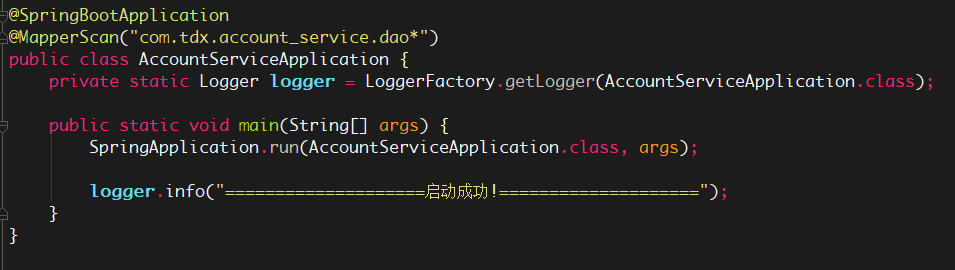 @SpringBootApplication
@MapperScan("com.tdx.account_service.dao*")
public class AccountServiceApplication {
private static Logger logger = LoggerFactory.getLogger(AccountServiceApplication.class);
public static void main(String[] args) {
SpringApplication.run(AccountServiceApplication.class, args);
logger.info("====================启动成功!====================");
}
}